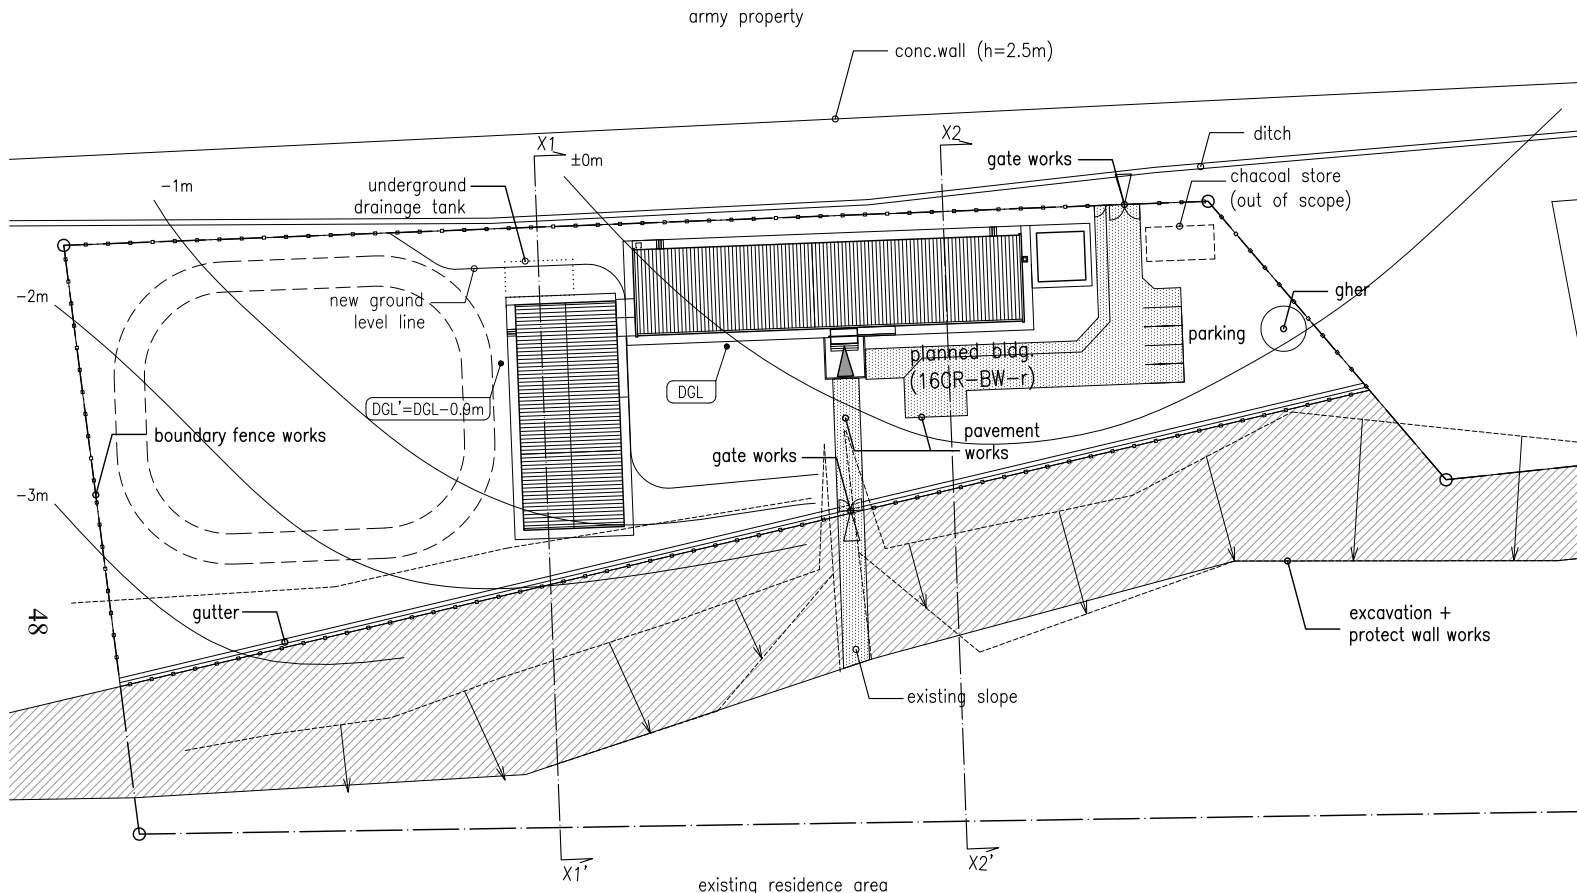 army property
conc.wall (h=2.5m)
X1
±0m
X2
ditch
gate works
-1m
underground
drainage tank
chacoal store
(out of scope)
-2m
new ground
level line
gher
parking
planned bldg.
(16CR-BW-r)
DGL
DGL'=DGL-0.9m
boundary fence works
pavement
works
gate works
-3m
48
gutter
excavation +
protect wall works
existing slope
X1'
X2'
existing residence area